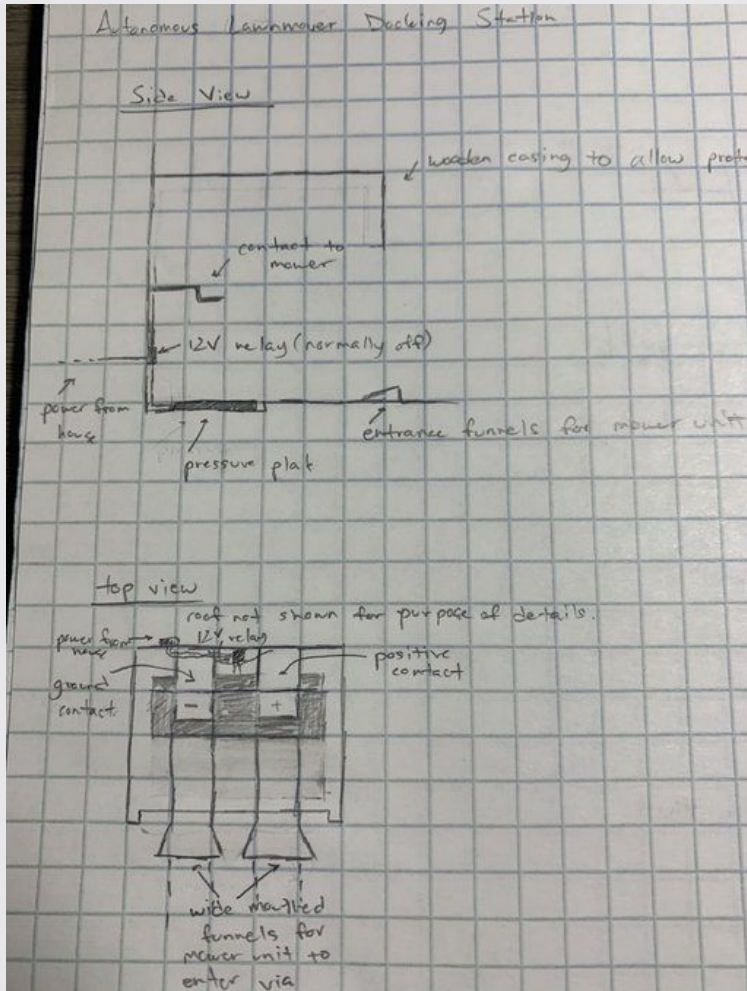 Autonomous Lawnmower Docking Station
Side View
wooden casing to allow
contact to
mower
12V relay (normally off)
power from
house
entrance funnels for mower unit
pressure plat
top view
roof not shown for purpose of details.
power from
house
12V relay
positive
contact
ground
contact
-
+
wide mouthed
funnels for
mower unit to
enter via